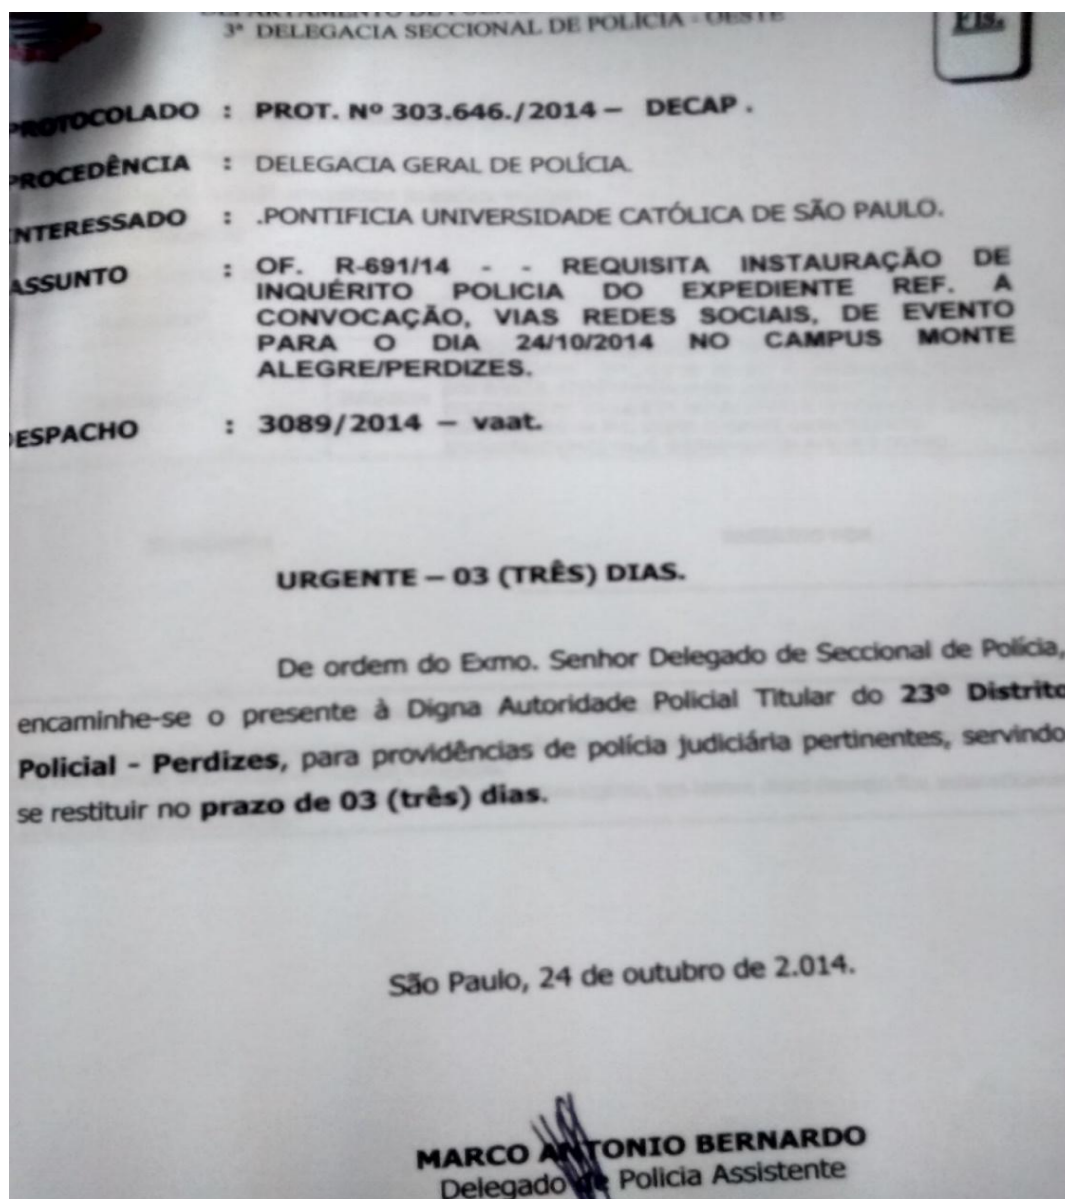 3ª DELEGACIA SECCIONAL DE POLÍCIA - OESTE
Fls.
PROTOCOLADO : PROT. Nº 303.646./2014 – DECAP .
PROCEDÊNCIA : DELEGACIA GERAL DE POLÍCIA.
INTERESSADO : .PONTIFICIA UNIVERSIDADE CATÓLICA DE SÃO PAULO.
ASSUNTO : OF. R-691/14 - - REQUISITA INSTAURAÇÃO DE
INQUÉRITO POLICIA DO EXPEDIENTE REF. A
CONVOCAÇÃO, VIAS REDES SOCIAIS, DE EVENTO
PARA O DIA 24/10/2014 NO CAMPUS MONTE
ALEGRE/PERDIZES.
DESPACHO : 3089/2014 – vaat.
URGENTE – 03 (TRÊS) DIAS.
De ordem do Exmo. Senhor Delegado de Seccional de Polícia,
encaminhe-se o presente à Digna Autoridade Policial Titular do 23º Distrito
Policial - Perdizes, para providências de polícia judiciária pertinentes, servindo
se restituir no prazo de 03 (três) dias.
São Paulo, 24 de outubro de 2.014.
MARCO ANTONIO BERNARDO
Delegado de Policia Assistente